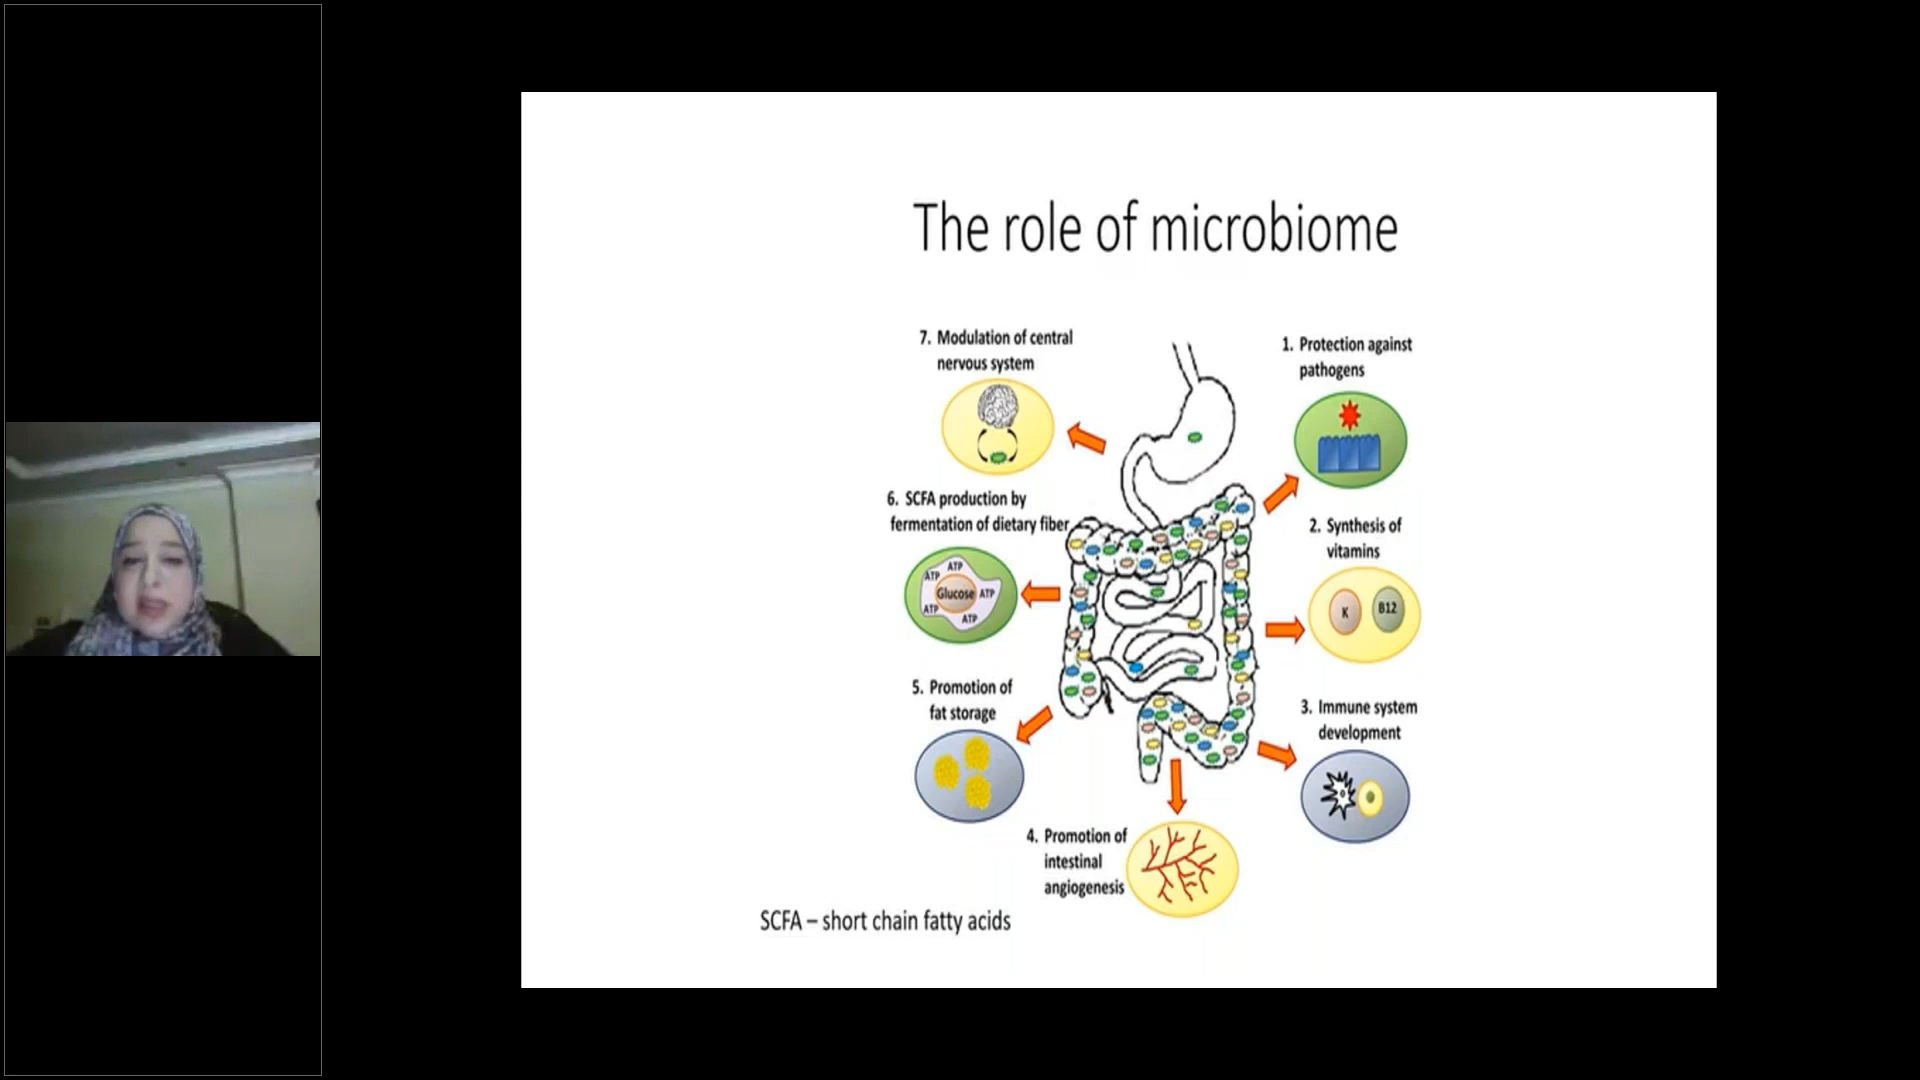 The role of microbiome
7. Modulation of central
nervous system
1. Protection against
pathogens
6. SCFA production by
fermentation of dietary fiber
ATP
ATP
Glucose
ATP
ATP
ATP
2. Synthesis of
vitamins
K
B12
5. Promotion of
fat storage
3. Immune system
development
4. Promotion of
intestinal
angiogenesis
SCFA – short chain fatty acids